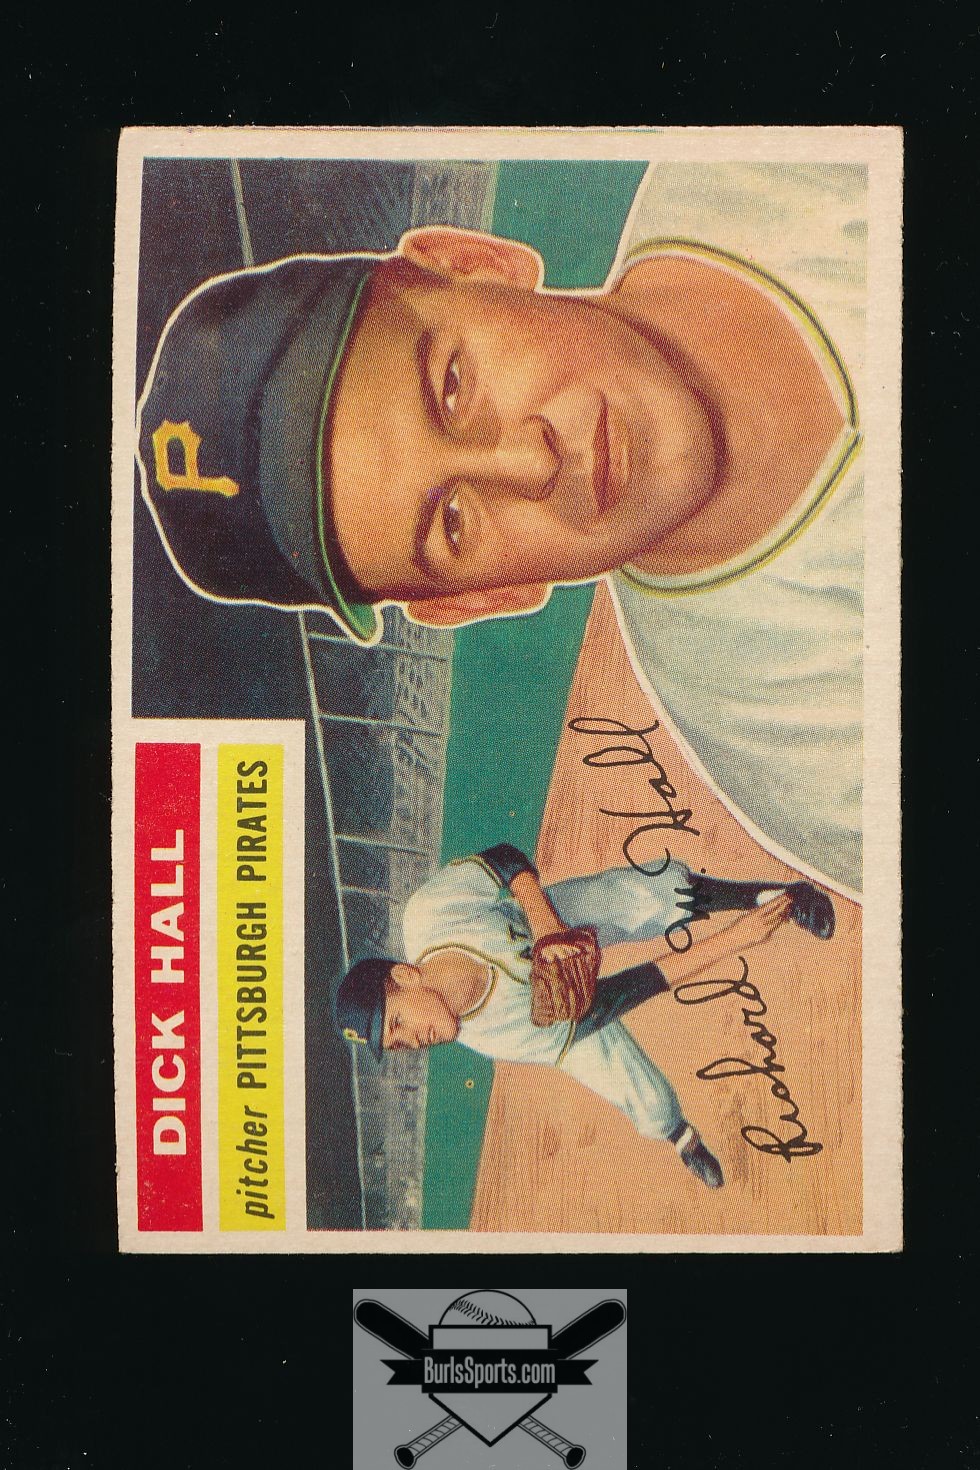 DICK HALL
pitcher PITTSBURGH PIRATES
P
P
Richard M. Hall
BurlsSports.com